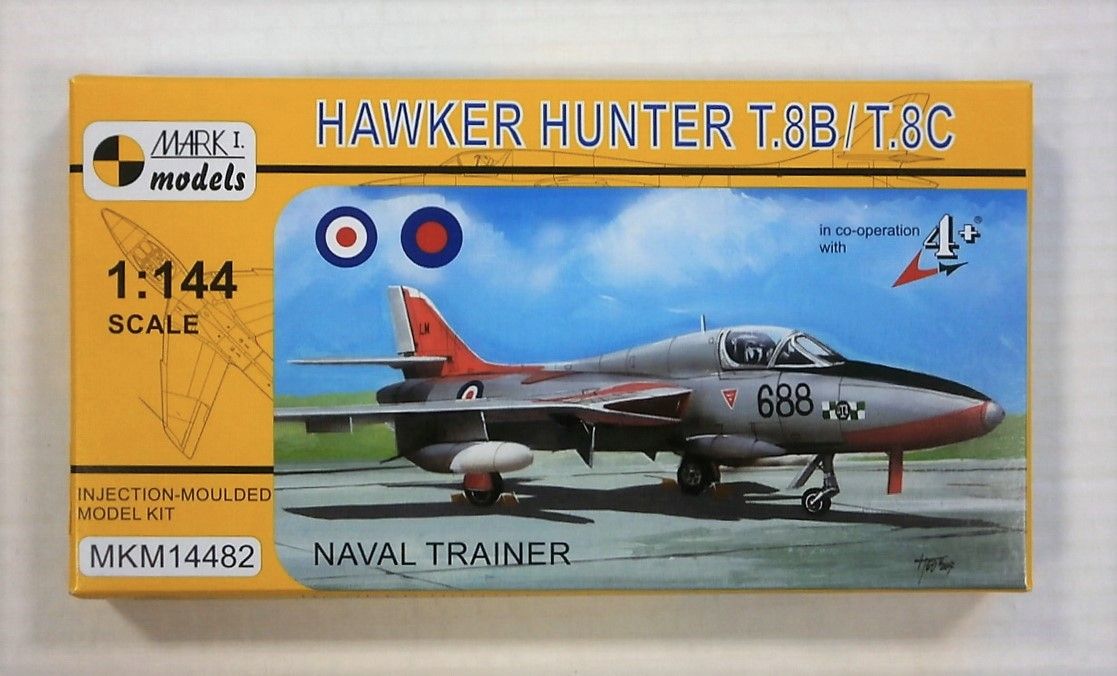 HAWKER HUNTER T.8B/T.8C
MARK I.
models
1:144
SCALE
in co-operation
with
4+
LM
688
INJECTION-MOULDED
MODEL KIT
MKM14482
NAVAL TRAINER